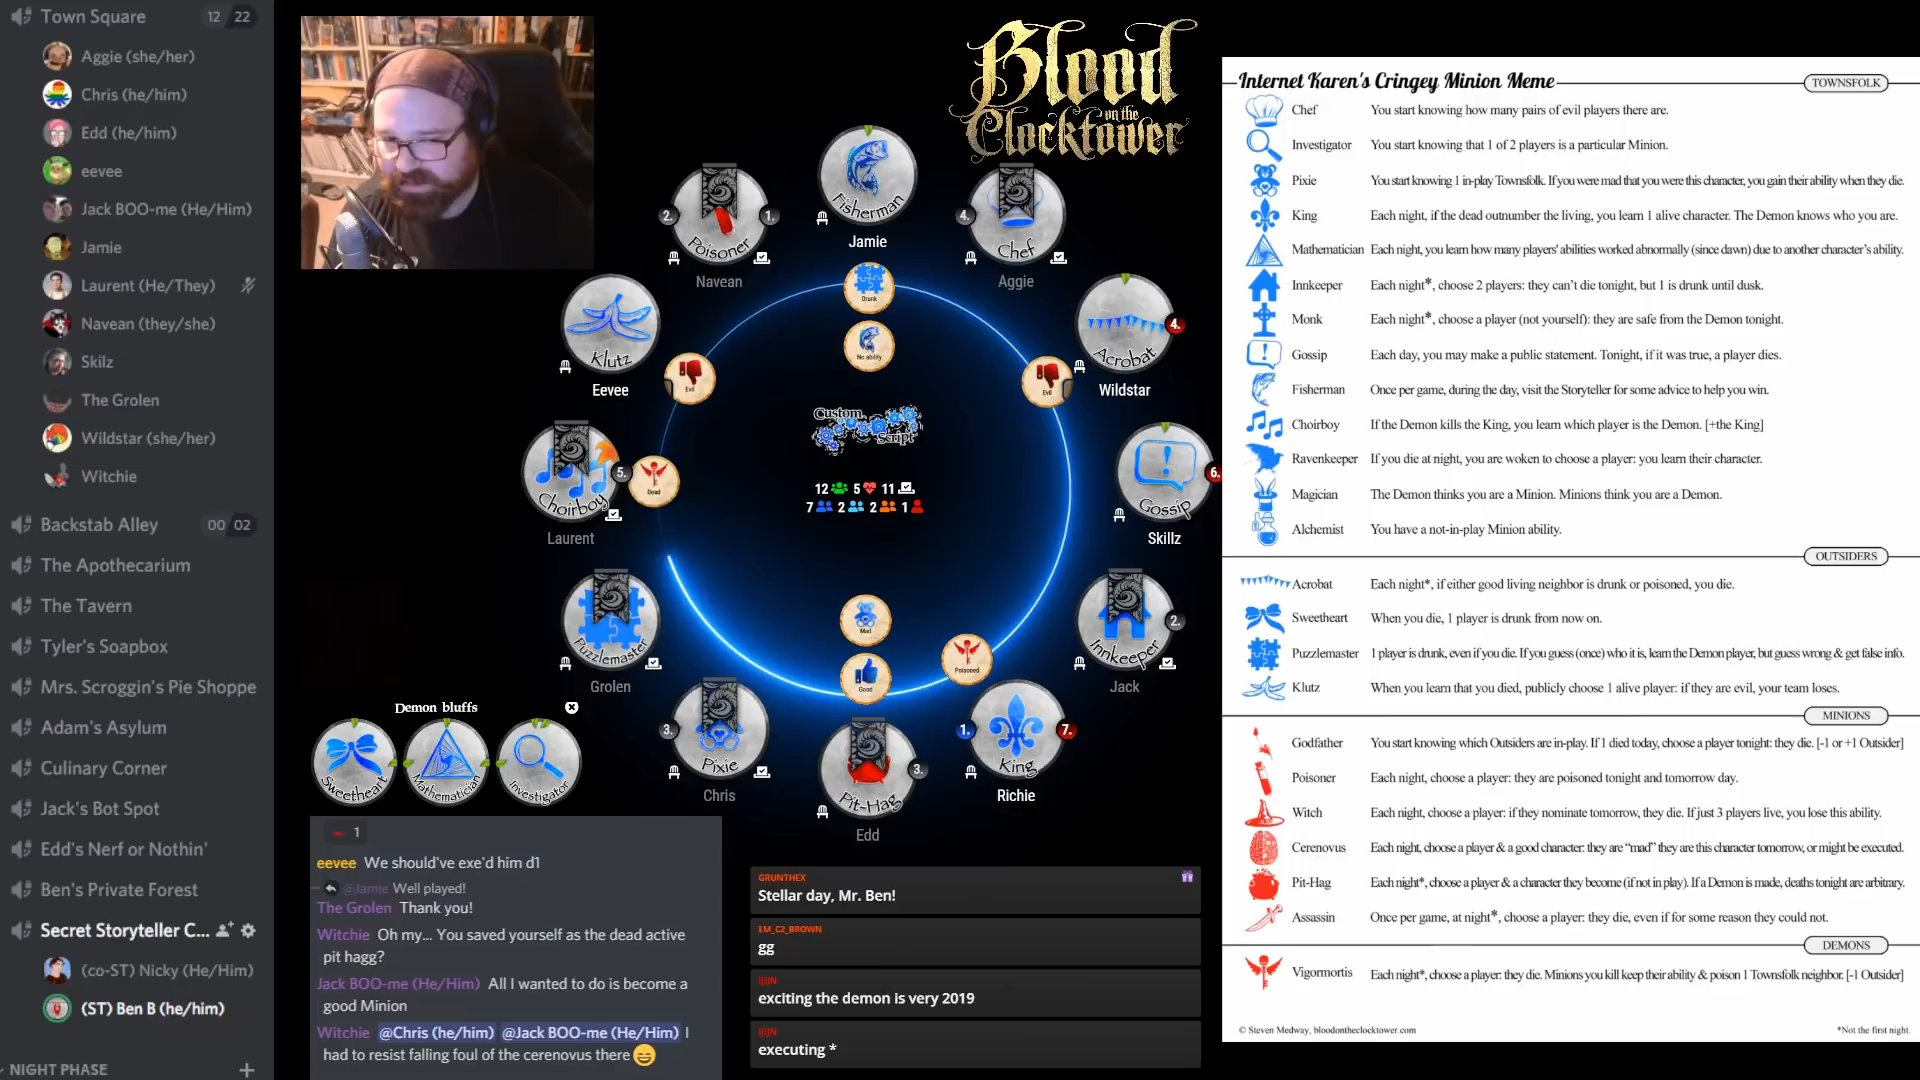 Town Square 12 22
Aggie (she/her)
Chris (he/him)
Edd (he/him)
eevee
Jack BOO-me (He/Him)
Jamie
Laurent (He/They)
Navean (they/she)
Skilz
The Grolen
Wildstar (she/her)
Witchie
Backstab Alley 00 02
The Apothecarium
The Tavern
Tyler's Soapbox
Mrs. Scroggin's Pie Shoppe
Adam's Asylum
Culinary Corner
Jack's Bot Spot
Edd's Nerf or Nothin'
Ben's Private Forest
Secret Storyteller C...
(co-ST) Nicky (He/Him)
(ST) Ben B (he/him)
NIGHT PHASE
Blood
on the
Clocktower
Fisherman
Jamie
2. Poisoner 1.
Navean
4. Chef
Aggie
Drunk
No ability
Klutz
Eevee
Evil
Acrobat 4.
Wildstar
Evil
Custom
Script
12 5 11
7 2 2 1
Choirboy 5.
Laurent
Dead
Gossip 6.
Skillz
Puzzlemaster
Grolen
Innkeeper 2.
Jack
Mad
Good
Poisoned
3. Pixie
Chris
Pit-Hag 3.
Edd
1. King 7.
Richie
Demon bluffs
Sweetheart
Mathematician
Investigator
1
eevee We should've exe'd him d1
@Jamie Well played!
The Grolen Thank you!
Witchie Oh my... You saved yourself as the dead active
pit hagg?
Jack BOO-me (He/Him) All I wanted to do is become a
good Minion
Witchie @Chris (he/him) @Jack BOO-me (He/Him) I
had to resist falling foul of the cerenovus there
GRUNTHEX
Stellar day, Mr. Ben!
EM_C2_BROWN
gg
exciting the demon is very 2019
executing *
Internet Karen's Cringey Minion Meme
TOWNSFOLK
Chef You start knowing how many pairs of evil players there are.
Investigator You start knowing that 1 of 2 players is a particular Minion.
Pixie You start knowing 1 in-play Townsfolk. If you were mad that you were this character, you gain their ability when they die.
King Each night, if the dead outnumber the living, you learn 1 alive character. The Demon knows who you are.
Mathematician Each night, you learn how many players' abilities worked abnormally (since dawn) due to another character's ability.
Innkeeper Each night*, choose 2 players: they can't die tonight, but 1 is drunk until dusk.
Monk Each night*, choose a player (not yourself): they are safe from the Demon tonight.
Gossip Each day, you may make a public statement. Tonight, if it was true, a player dies.
Fisherman Once per game, during the day, visit the Storyteller for some advice to help you win.
Choirboy If the Demon kills the King, you learn which player is the Demon. [+the King]
Ravenkeeper If you die at night, you are woken to choose a player: you learn their character.
Magician The Demon thinks you are a Minion. Minions think you are a Demon.
Alchemist You have a not-in-play Minion ability.
OUTSIDERS
Acrobat Each night*, if either good living neighbor is drunk or poisoned, you die.
Sweetheart When you die, 1 player is drunk from now on.
Puzzlemaster 1 player is drunk, even if you die. If you guess (once) who it is, learn the Demon player, but guess wrong & get false info.
Klutz When you learn that you died, publicly choose 1 alive player: if they are evil, your team loses.
MINIONS
Godfather You start knowing which Outsiders are in-play. If 1 died today, choose a player tonight: they die. [-1 or +1 Outsider]
Poisoner Each night, choose a player: they are poisoned tonight and tomorrow day.
Witch Each night, choose a player: if they nominate tomorrow, they die. If just 3 players live, you lose this ability.
Cerenovus Each night, choose a player & a good character: they are "mad" they are this character tomorrow, or might be executed.
Pit-Hag Each night*, choose a player & a character they become (if not in play). If a Demon is made, deaths tonight are arbitrary.
Assassin Once per game, at night*, choose a player: they die, even if for some reason they could not.
DEMONS
Vigormortis Each night*, choose a player: they die. Minions you kill keep their ability & poison 1 Townsfolk neighbor. [-1 Outsider]
© Steven Medway, bloodontheclocktower.com *Not the first night.